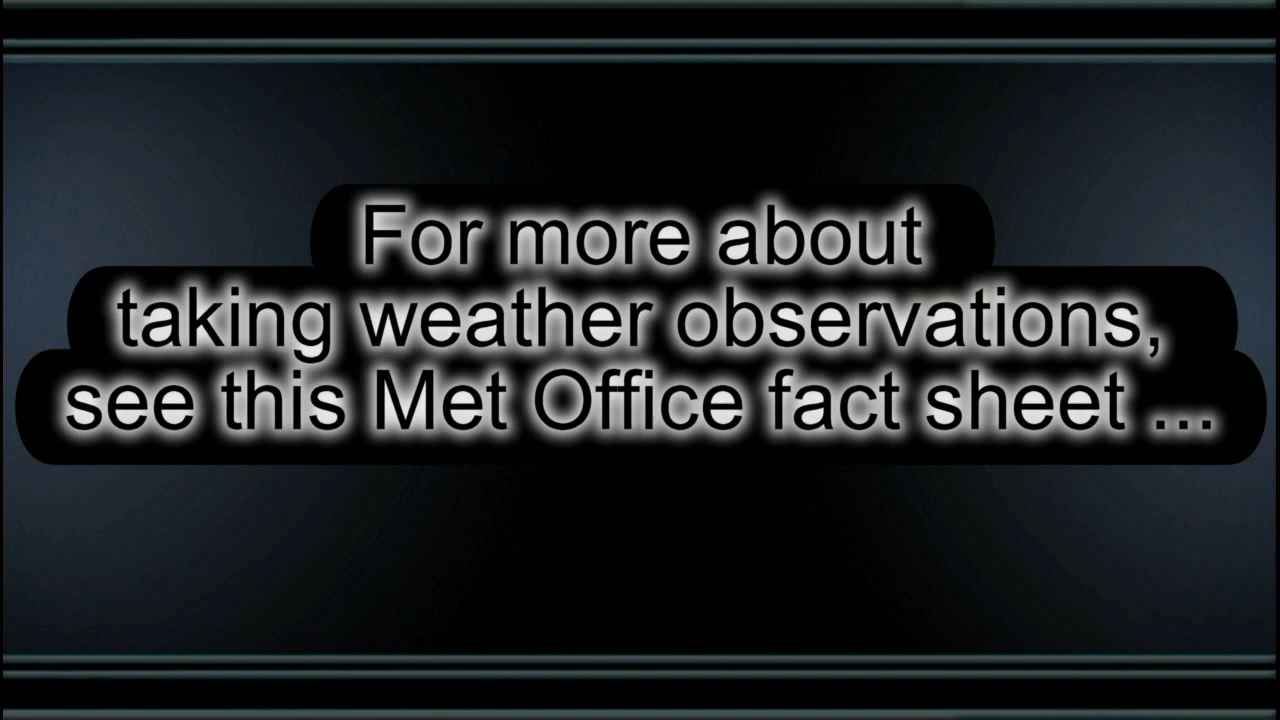 For more about
taking weather observations,
see this Met Office fact sheet ...